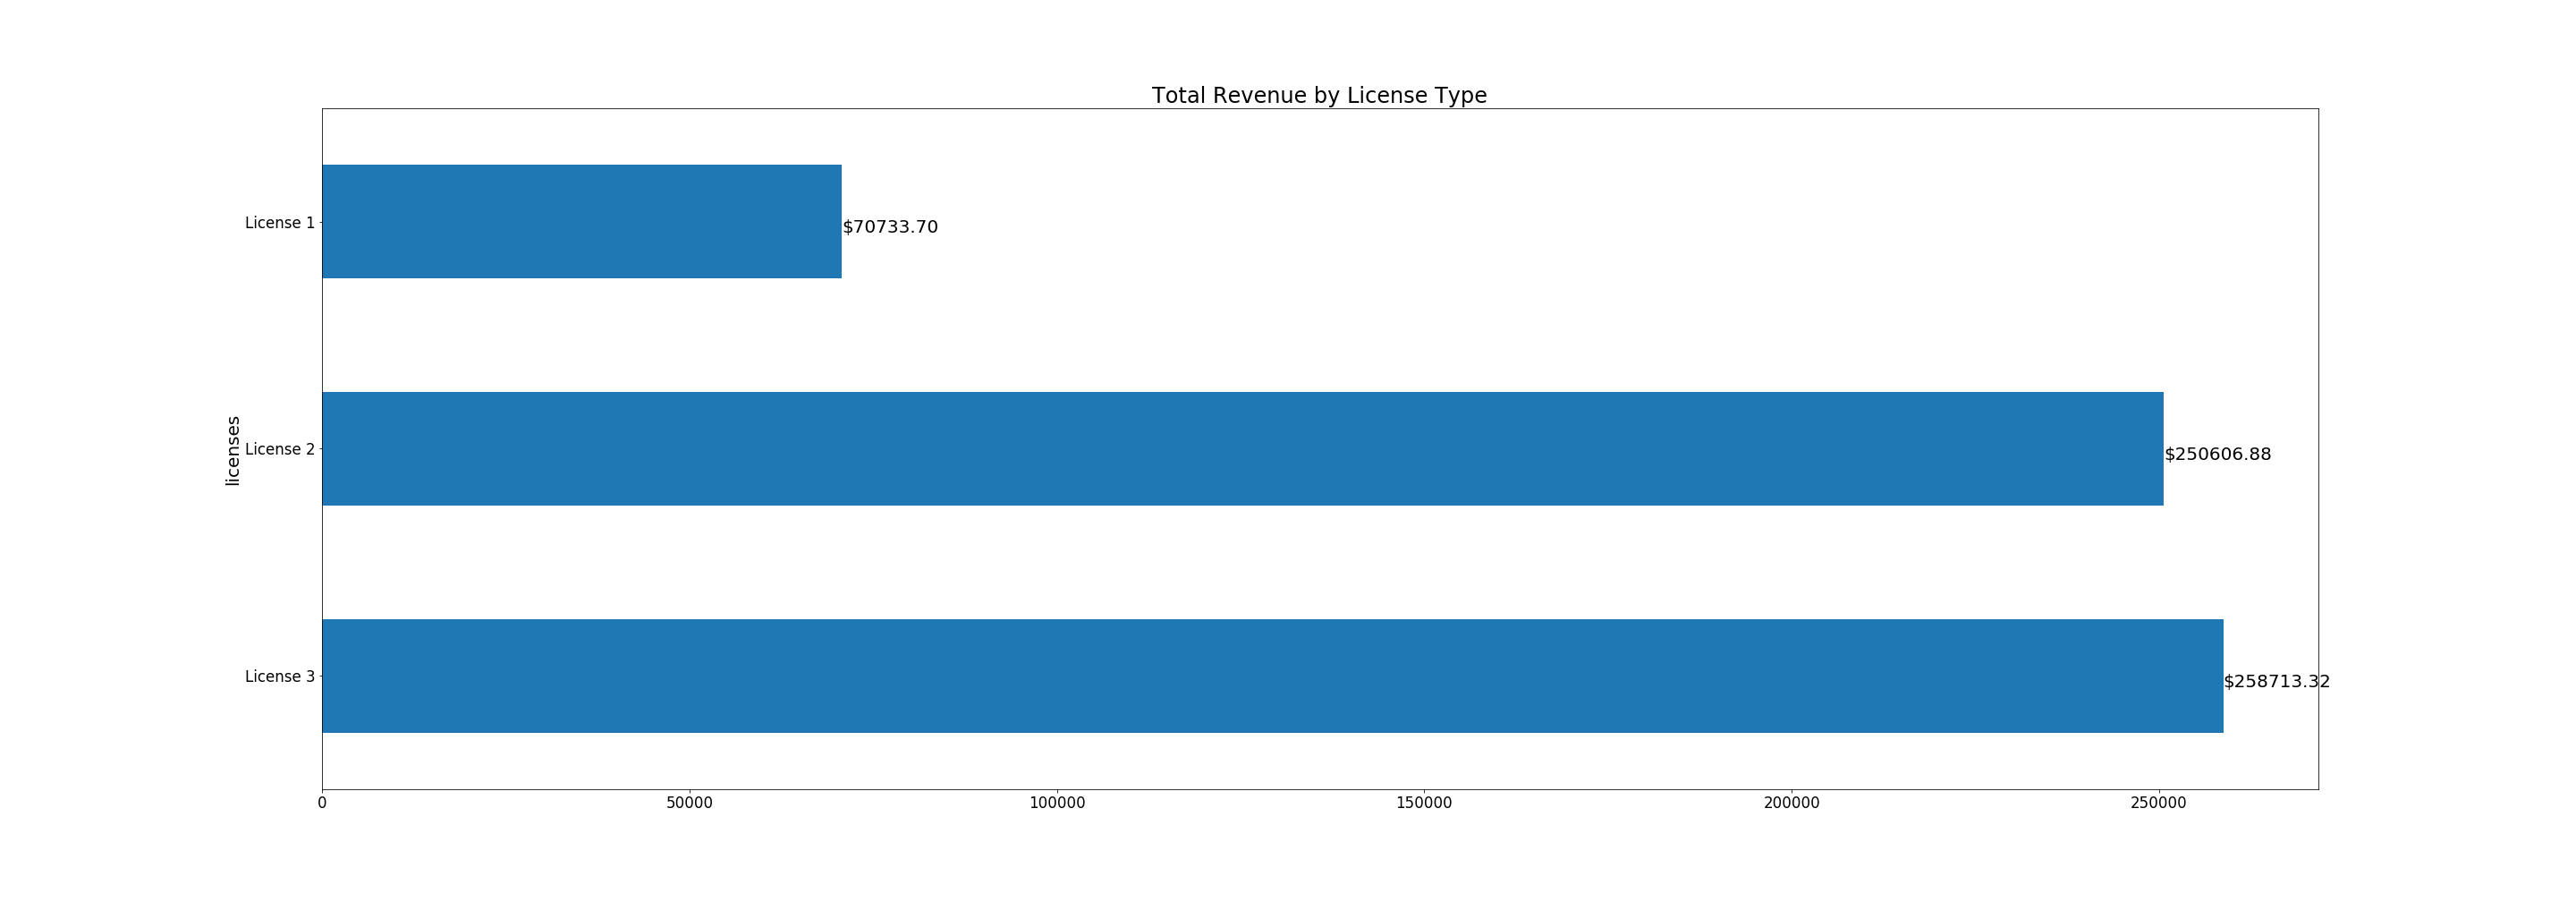 Total Revenue by License Type
License 1
$70733.70
licenses
License 2
$250606.88
License 3
$258713.32
0 50000 100000 150000 200000 250000